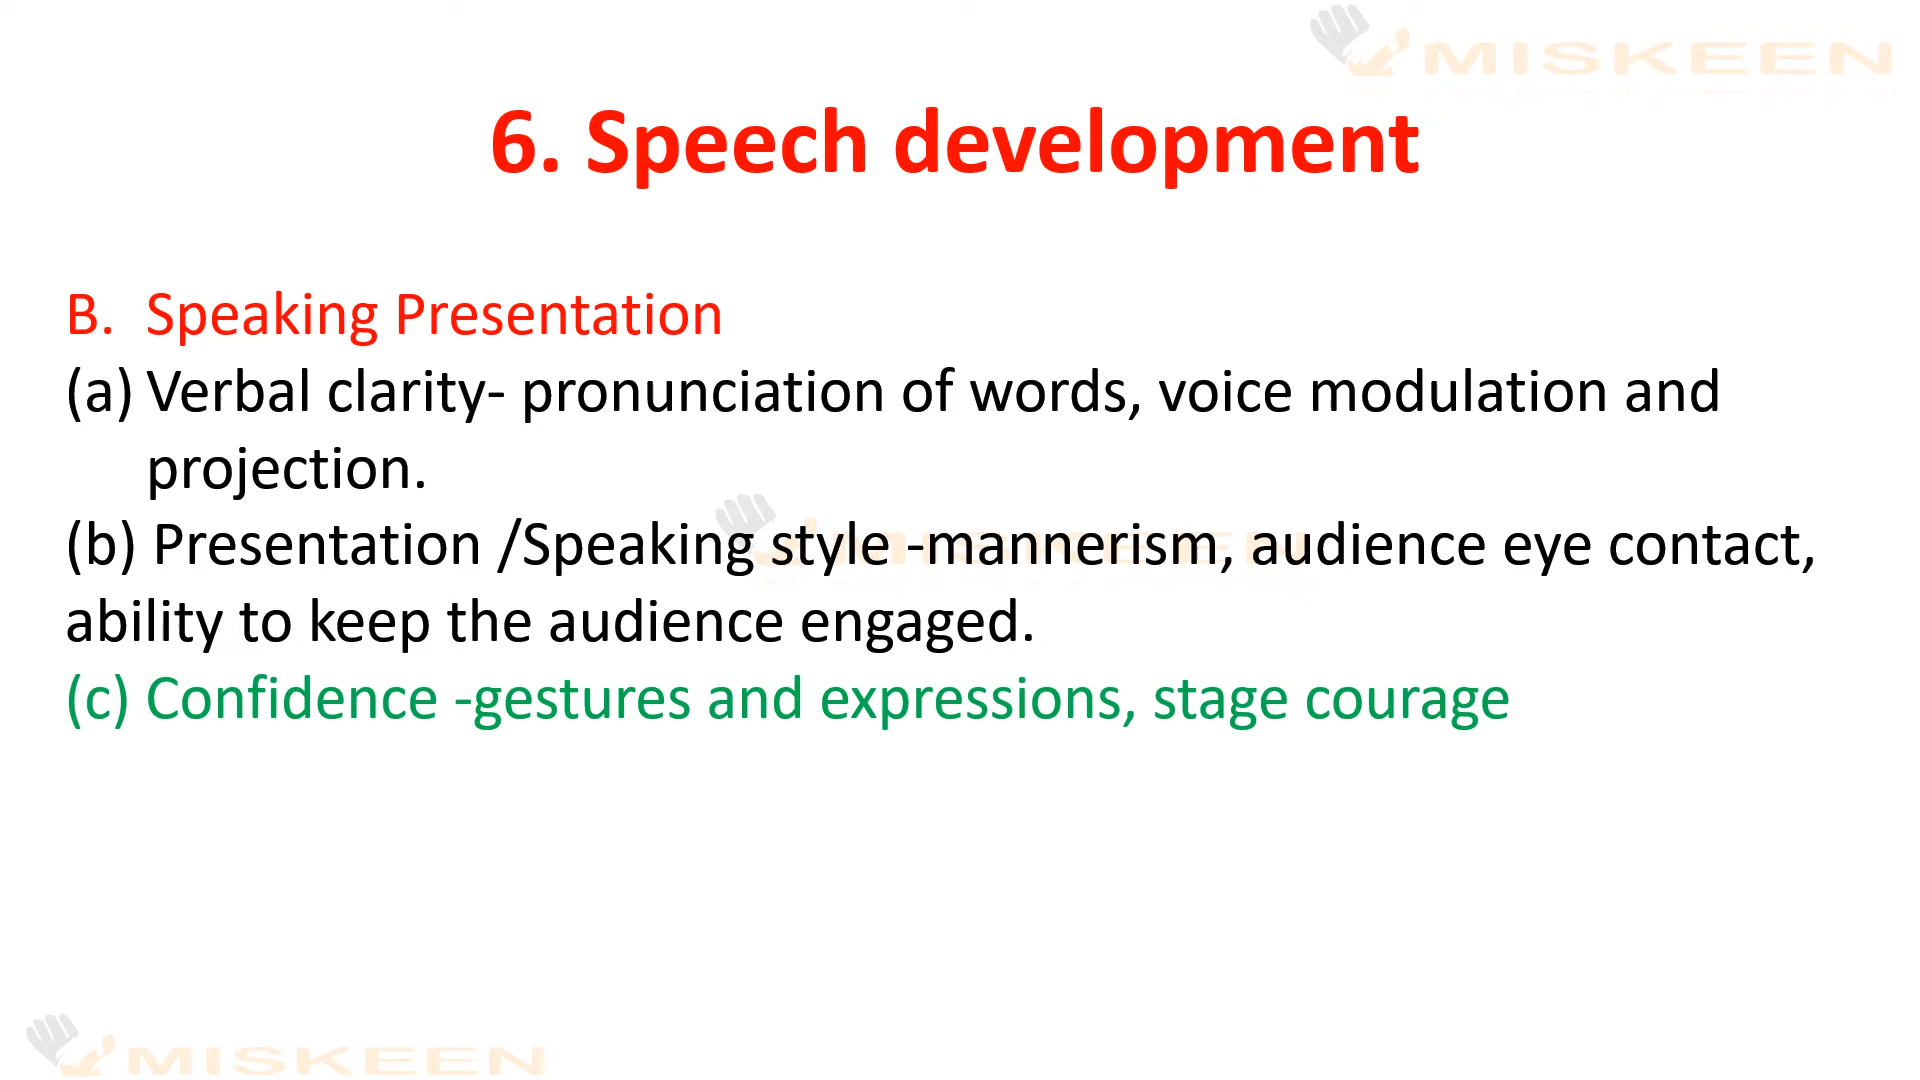 MISKEEN
6. Speech development
B. Speaking Presentation
(a) Verbal clarity- pronunciation of words, voice modulation and
projection.
(b) Presentation /Speaking style -mannerism, audience eye contact,
ability to keep the audience engaged.
MISKEEN
(c) Confidence -gestures and expressions, stage courage
MISKEEN